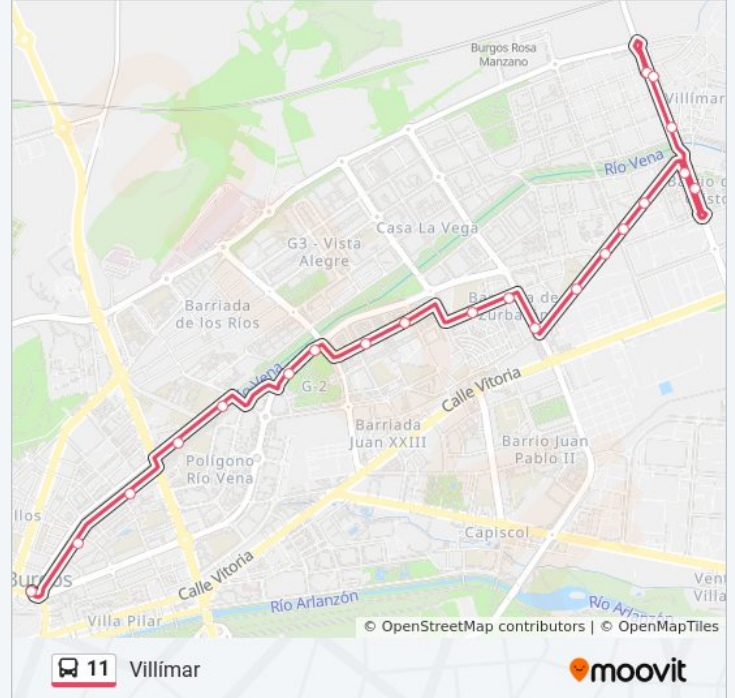 Burgos Rosa
Manzano
Villímar
Río Vena
Casa La Vega
G3 - Vista
Alegre
Barriada
de los Ríos
G-2
Calle Vitoria
Barriada
Juan XXIII
Barrio Juan
Pablo II
Polígono
Río Vena
Capiscol
Burgos
Calle Vitoria
Villa Pilar
Río Arlanzón
Río Arlanzón
© OpenStreetMap contributors | © OpenMapTiles
11 Villímar
moovit